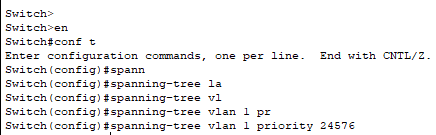 Switch>
Switch>en
Switch#conf t
Enter configuration commands, one per line.  End with CNTL/Z.
Switch(config)#spann
Switch(config)#spanning-tree la
Switch(config)#spanning-tree vl
Switch(config)#spanning-tree vlan 1 pr
Switch(config)#spanning-tree vlan 1 priority 24576